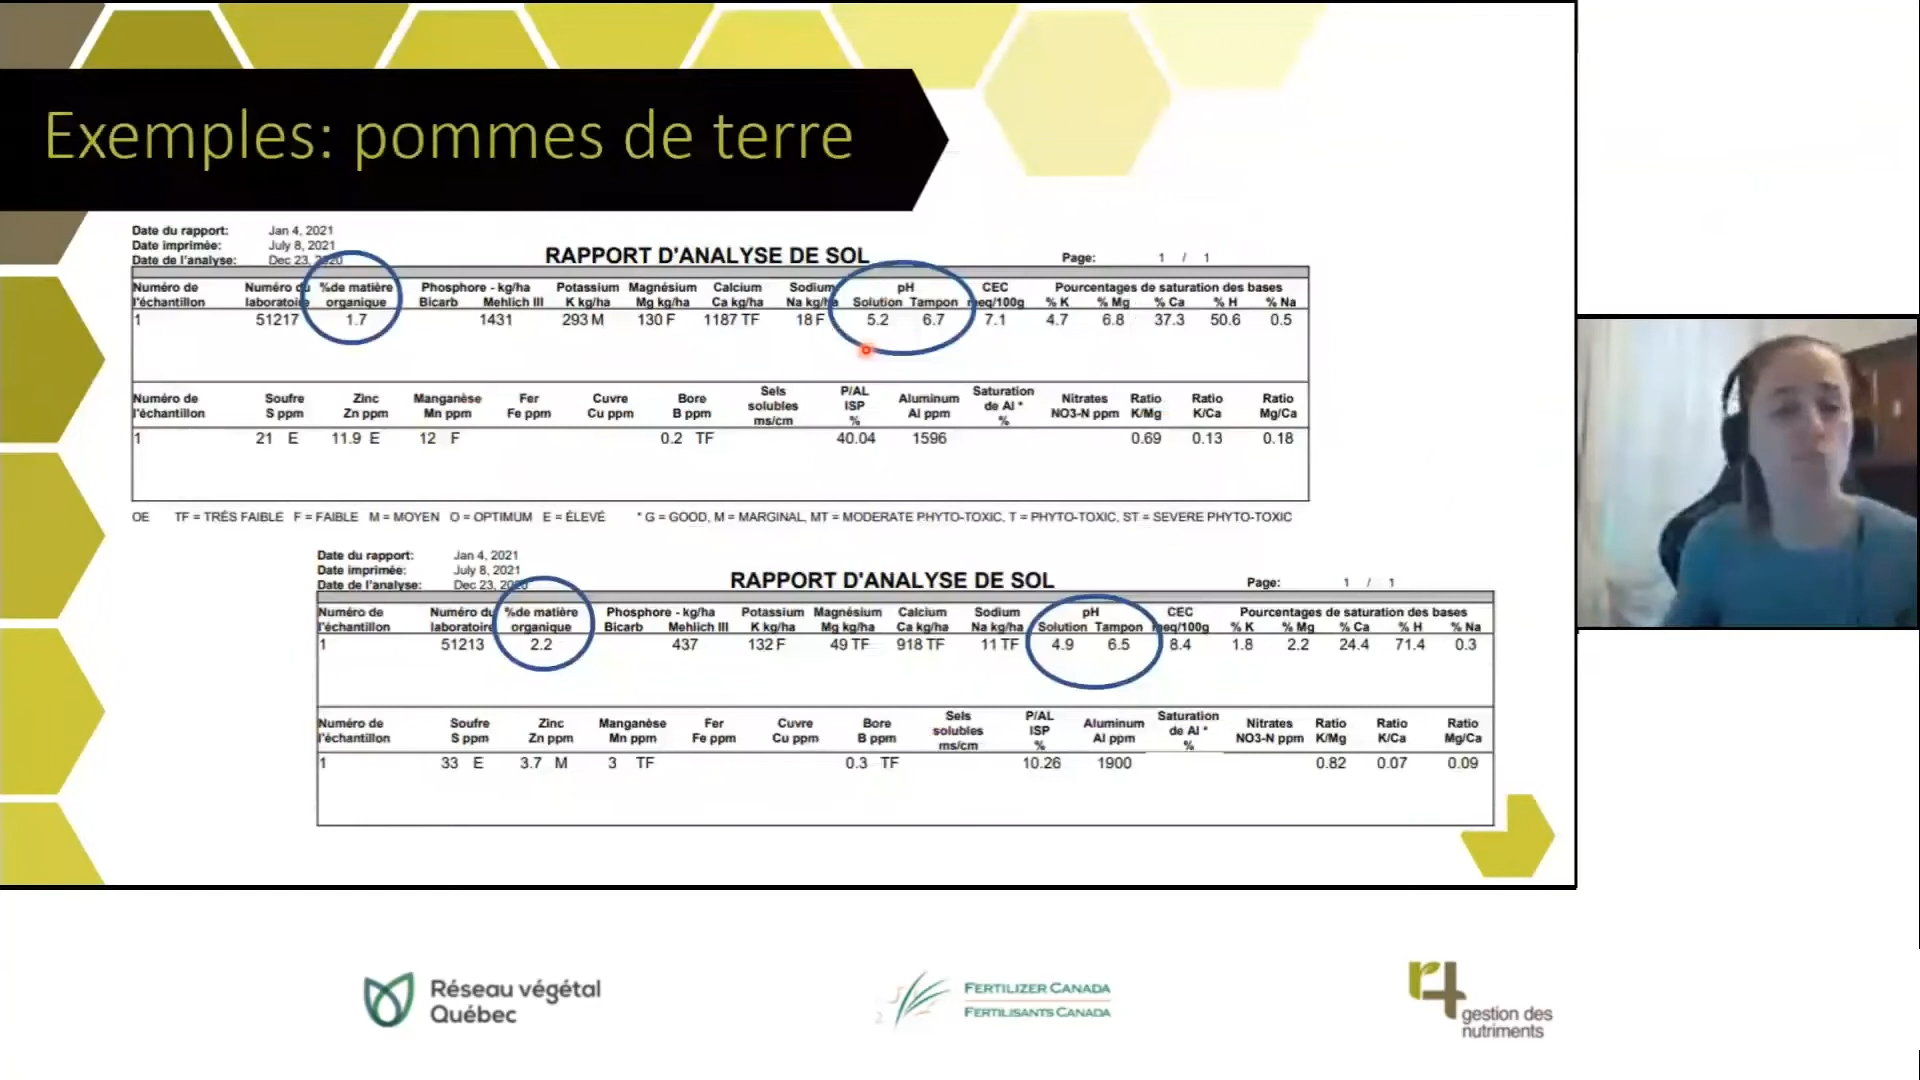 Exemples: pommes de terre
Date du rapport: Jan 4, 2021
Date imprimée: July 8, 2021
Date de l'analyse: Dec 23, 2020
RAPPORT D'ANALYSE DE SOL
Page: 1 / 1
Numéro de l'échantillon Numéro du laboratoire %de matière organique Phosphore - kg/ha Bicarb Mehlich III Potassium K kg/ha Magnésium Mg kg/ha Calcium Ca kg/ha Sodium Na kg/ha pH Solution Tampon CEC meq/100g Pourcentages de saturation des bases % K % Mg % Ca % H % Na
1 51217 1.7 1431 293 M 130 F 1187 TF 18 F 5.2 6.7 7.1 4.7 6.8 37.3 50.6 0.5
Numéro de l'échantillon Soufre S ppm Zinc Zn ppm Manganèse Mn ppm Fer Fe ppm Cuvre Cu ppm Bore B ppm Sels solubles ms/cm P/AL ISP % Aluminum Al ppm Saturation de Al * % Nitrates NO3-N ppm Ratio K/Mg Ratio K/Ca Ratio Mg/Ca
1 21 E 11.9 E 12 F 0.2 TF 40.04 1596 0.69 0.13 0.18
OE TF = TRÈS FAIBLE F = FAIBLE M = MOYEN O = OPTIMUM E = ÉLEVÉ * G = GOOD, M = MARGINAL, MT = MODERATE PHYTO-TOXIC, T = PHYTO-TOXIC, ST = SEVERE PHYTO-TOXIC
Date du rapport: Jan 4, 2021
Date imprimée: July 8, 2021
Date de l'analyse: Dec 23, 2020
RAPPORT D'ANALYSE DE SOL
Page: 1 / 1
Numéro de l'échantillon Numéro du laboratoire %de matière organique Phosphore - kg/ha Bicarb Mehlich III Potassium K kg/ha Magnésium Mg kg/ha Calcium Ca kg/ha Sodium Na kg/ha pH Solution Tampon CEC meq/100g Pourcentages de saturation des bases % K % Mg % Ca % H % Na
1 51213 2.2 437 132 F 49 TF 918 TF 11 TF 4.9 6.5 8.4 1.8 2.2 24.4 71.4 0.3
Numéro de l'échantillon Soufre S ppm Zinc Zn ppm Manganèse Mn ppm Fer Fe ppm Cuvre Cu ppm Bore B ppm Sels solubles ms/cm P/AL ISP % Aluminum Al ppm Saturation de Al * % Nitrates NO3-N ppm Ratio K/Mg Ratio K/Ca Ratio Mg/Ca
1 33 E 3.7 M 3 TF 0.3 TF 10.26 1900 0.82 0.07 0.09
Réseau végétal
Québec
FERTILIZER CANADA
FERTILISANTS CANADA
r4
gestion des
nutriments